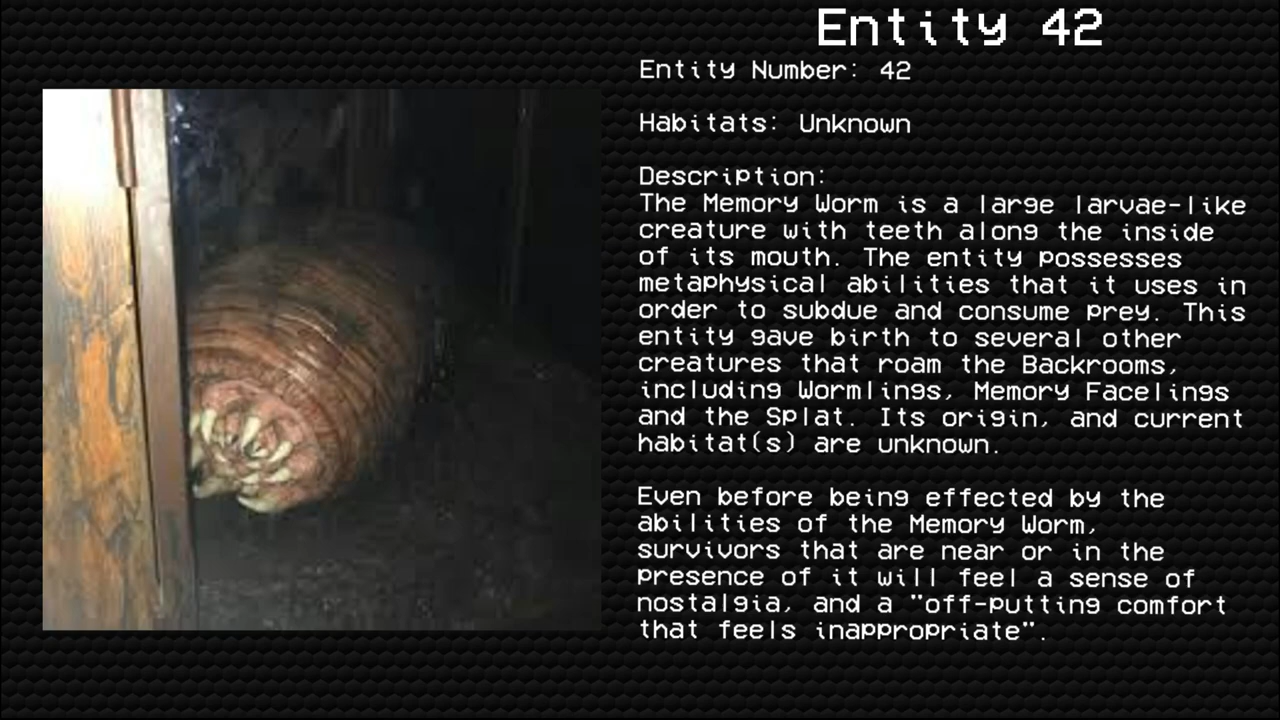 Entity 42
Entity Number: 42
Habitats: Unknown
Description:
The Memory Worm is a large larvae-like
creature with teeth along the inside
of its mouth. The entity possesses
metaphysical abilities that it uses in
order to subdue and consume prey. This
entity gave birth to several other
creatures that roam the Backrooms,
including Wormlings, Memory Facelings
and the Splat. Its origin, and current
habitat(s) are unknown.
Even before being effected by the
abilities of the Memory Worm,
survivors that are near or in the
presence of it will feel a sense of
nostalgia, and a "off-putting comfort
that feels inappropriate".